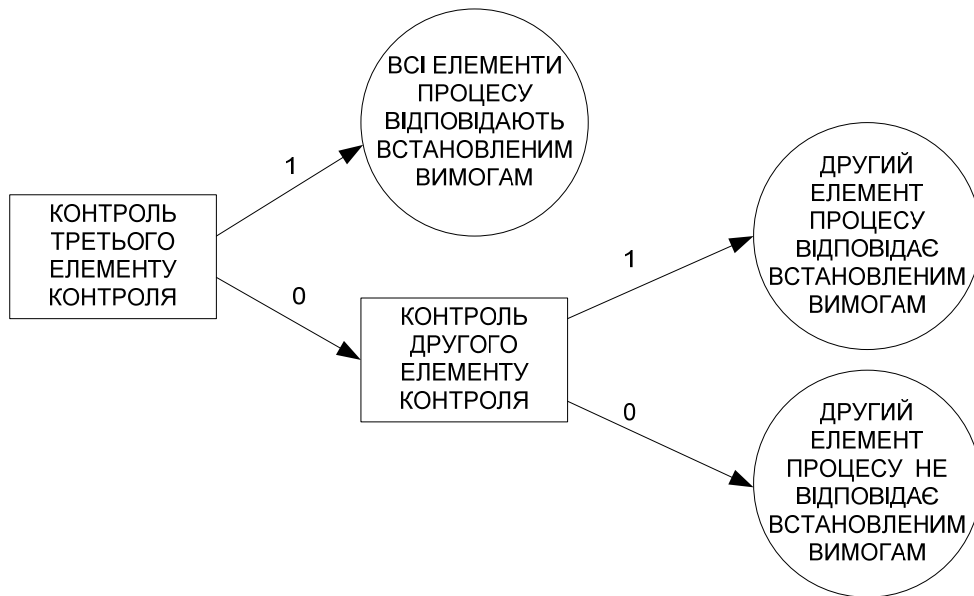 ВСІ ЕЛЕМЕНТИ
ПРОЦЕСУ
ВІДПОВІДАЮТЬ
ВСТАНОВЛЕНИМ
ВИМОГАМ
1
КОНТРОЛЬ
ТРЕТЬОГО
ЕЛЕМЕНТУ
КОНТРОЛЯ
0
КОНТРОЛЬ
ДРУГОГО
ЕЛЕМЕНТУ
КОНТРОЛЯ
1
ДРУГИЙ
ЕЛЕМЕНТ
ПРОЦЕСУ
ВІДПОВІДАЄ
ВСТАНОВЛЕНИМ
ВИМОГАМ
0
ДРУГИЙ
ЕЛЕМЕНТ
ПРОЦЕСУ НЕ
ВІДПОВІДАЄ
ВСТАНОВЛЕНИМ
ВИМОГАМ